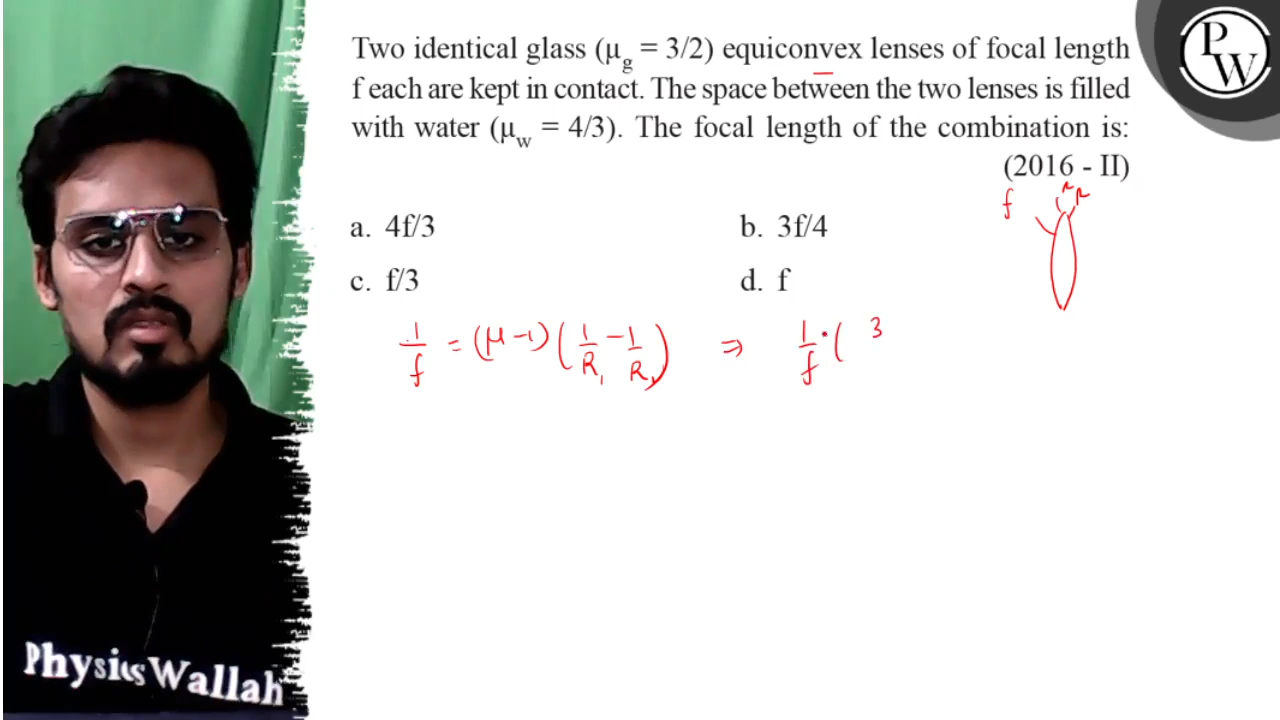 Two identical glass (μg = 3/2) equiconvex lenses of focal length
f each are kept in contact. The space between the two lenses is filled
with water (μw = 4/3). The focal length of the combination is:
(2016 - II)
a. 4f/3
b. 3f/4
c. f/3
d. f
f R R
1/f = (μ-1)(1/R1 - 1/R2) ⇒ 1/f = ( 3
PW
Physics Wallah